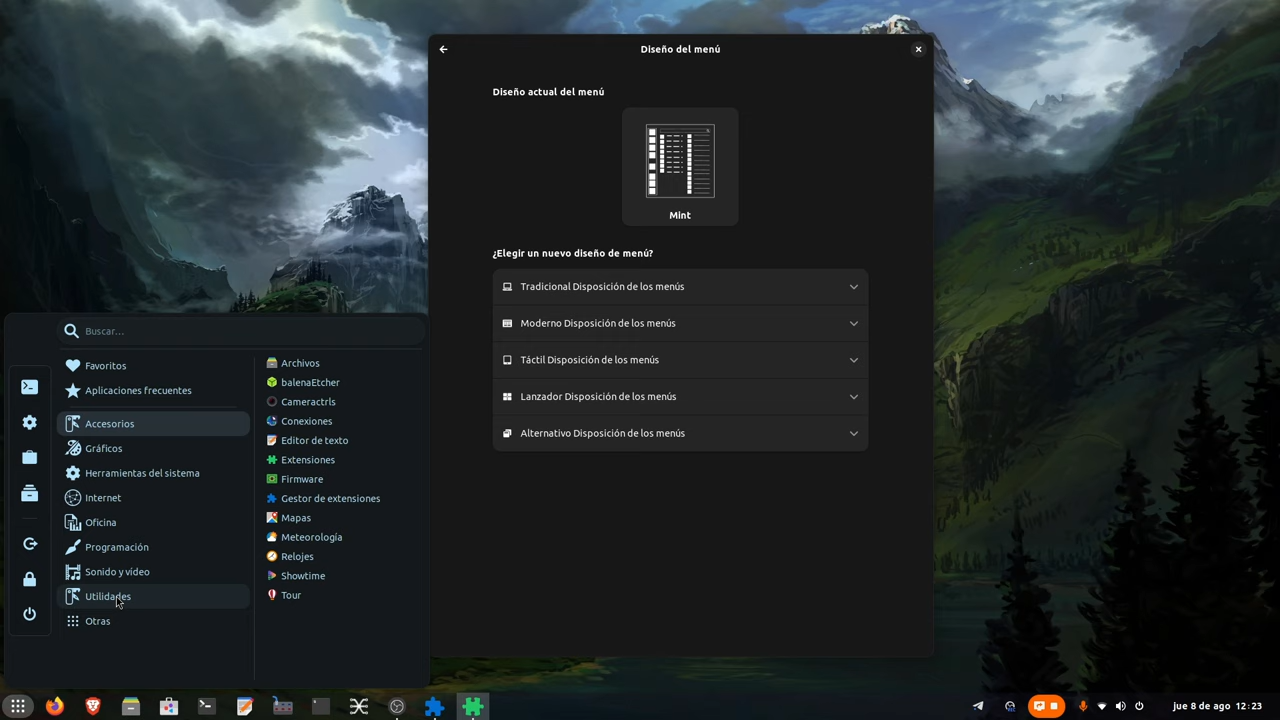 Diseño del menú
Diseño actual del menú
Mint
¿Elegir un nuevo diseño de menú?
Tradicional Disposición de los menús
Moderno Disposición de los menús
Táctil Disposición de los menús
Lanzador Disposición de los menús
Alternativo Disposición de los menús
Buscar...
Favoritos
Aplicaciones frecuentes
Accesorios
Gráficos
Herramientas del sistema
Internet
Oficina
Programación
Sonido y vídeo
Utilidades
Otras
Archivos
balenaEtcher
Cameractrls
Conexiones
Editor de texto
Extensiones
Firmware
Gestor de extensiones
Mapas
Meteorología
Relojes
Showtime
Tour
jue 8 de ago 12:23